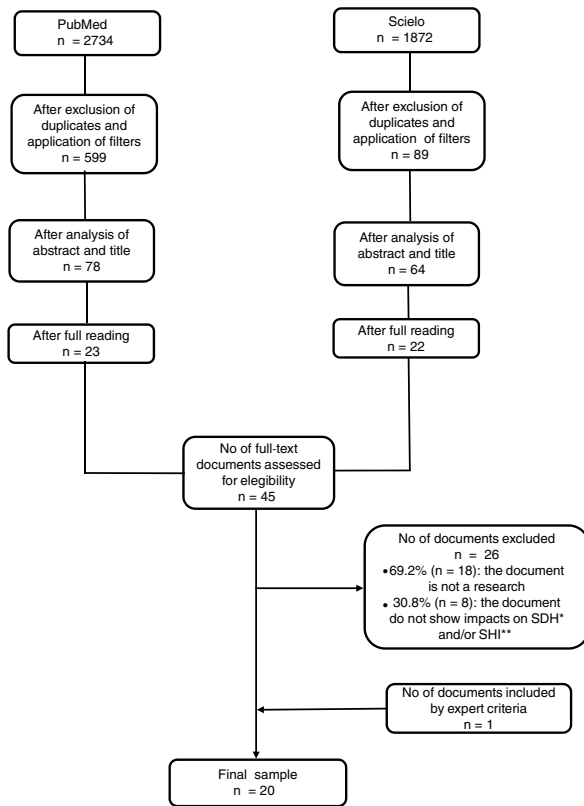 PubMed
n = 2734
Scielo
n = 1872
After exclusion of
duplicates and
application of filters
n = 599
After exclusion of
duplicates and
application of filters
n = 89
After analysis of
abstract and title
n = 78
After analysis of
abstract and title
n = 64
After full reading
n = 23
After full reading
n = 22
No of full-text
documents assessed
for elegibility
n = 45
No of documents excluded
n = 26
•69.2% (n = 18): the document
is not a research
• 30.8% (n = 8): the document
do not show impacts on SDH*
and/or SHI**
No of documents included
by expert criteria
n = 1
Final sample
n = 20